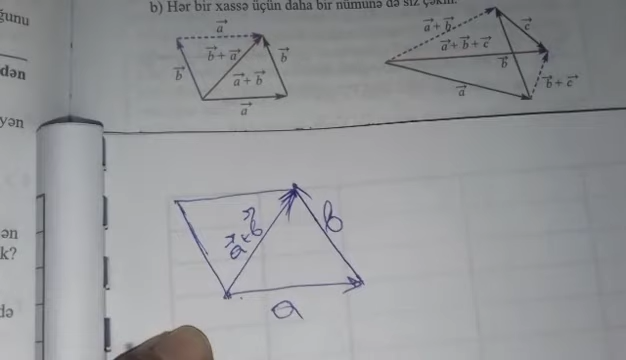 ğunu
b) Hər bir xassə üçün daha bir nümunə də siz çəkin.
dən
yən
ən
k?
də
a⃗
b⃗ + a⃗
b⃗
b⃗
a⃗ + b⃗
a⃗
a⃗ + b⃗
c⃗
a⃗ + b⃗ + c⃗
b⃗
a⃗
b⃗ + c⃗
a⃗ + b⃗
b
a